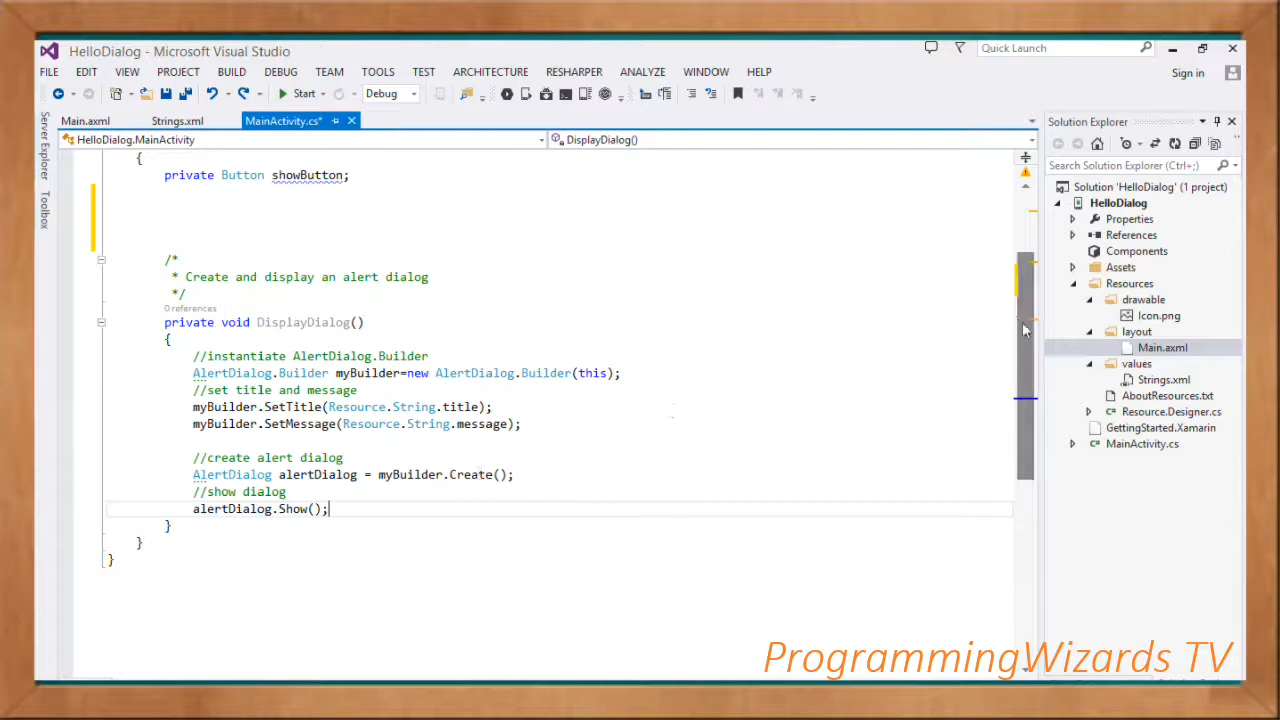 HelloDialog - Microsoft Visual Studio
Quick Launch
FILE EDIT VIEW PROJECT BUILD DEBUG TEAM TOOLS TEST ARCHITECTURE RESHARPER ANALYZE WINDOW HELP
Sign in
Start
Debug
Main.axml
Strings.xml
MainActivity.cs*
HelloDialog.MainActivity
DisplayDialog()
Server Explorer
Toolbox
{
private Button showButton;
/*
* Create and display an alert dialog
*/
0 references
private void DisplayDialog()
{
//instantiate AlertDialog.Builder
AlertDialog.Builder myBuilder=new AlertDialog.Builder(this);
//set title and message
myBuilder.SetTitle(Resource.String.title);
myBuilder.SetMessage(Resource.String.message);
//create alert dialog
AlertDialog alertDialog = myBuilder.Create();
//show dialog
alertDialog.Show();
}
}
}
Solution Explorer
Search Solution Explorer (Ctrl+;)
Solution 'HelloDialog' (1 project)
HelloDialog
Properties
References
Components
Assets
Resources
drawable
Icon.png
layout
Main.axml
values
Strings.xml
AboutResources.txt
Resource.Designer.cs
GettingStarted.Xamarin
MainActivity.cs
ProgrammingWizards TV